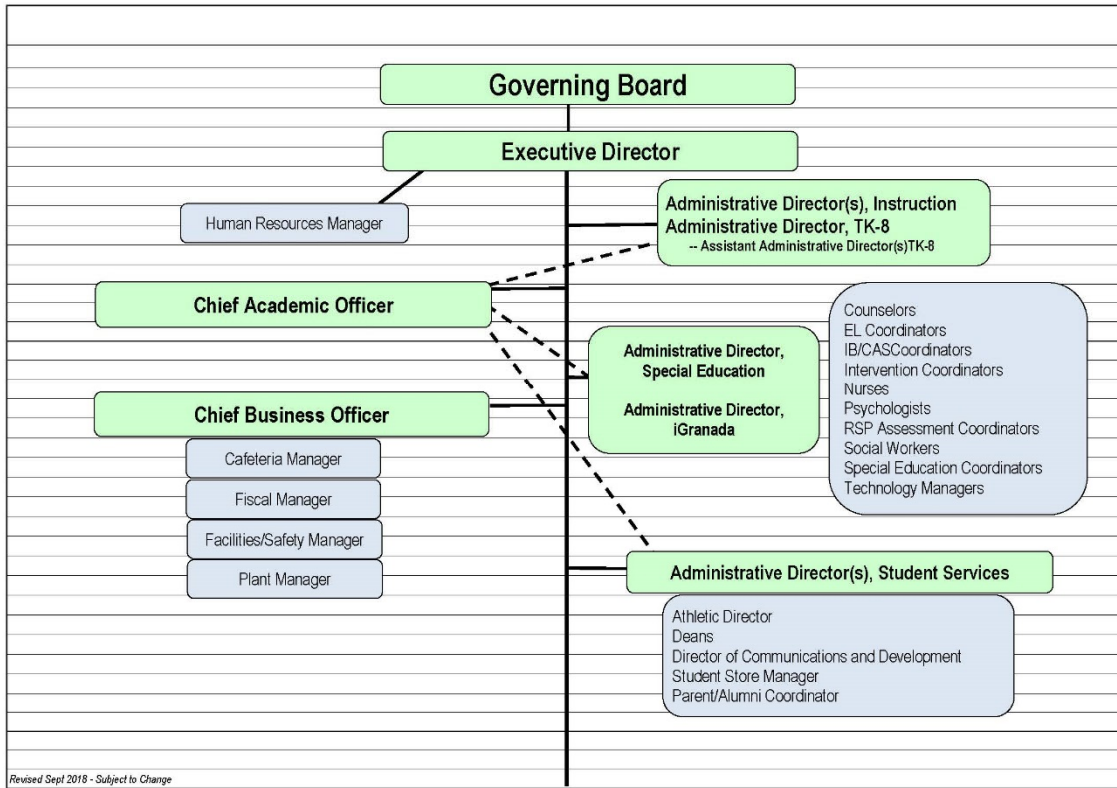 Governing Board
Executive Director
Human Resources Manager
Administrative Director(s), Instruction
Administrative Director, TK-8
-- Assistant Administrative Director(s)TK-8
Chief Academic Officer
Counselors
EL Coordinators
IB/CASCoordinators
Intervention Coordinators
Nurses
Psychologists
RSP Assessment Coordinators
Social Workers
Special Education Coordinators
Technology Managers
Administrative Director,
Special Education
Administrative Director,
iGranada
Chief Business Officer
Cafeteria Manager
Fiscal Manager
Facilities/Safety Manager
Plant Manager
Administrative Director(s), Student Services
Athletic Director
Deans
Director of Communications and Development
Student Store Manager
Parent/Alumni Coordinator
Revised Sept 2018 - Subject to Change